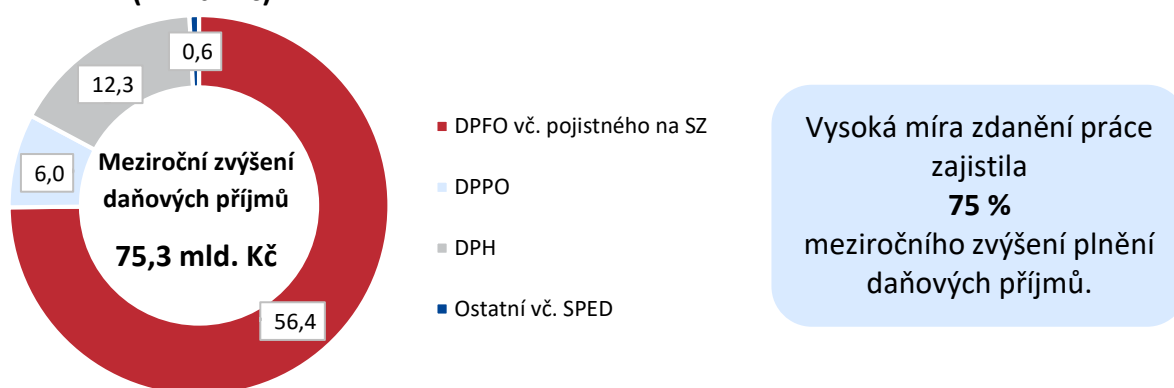 0,6
12,3
6,0
56,4
Meziroční zvýšení
daňových příjmů
75,3 mld. Kč
DPFO vč. pojistného na SZ
DPPO
DPH
Ostatní vč. SPED
Vysoká míra zdanění práce
zajistila
75 %
meziročního zvýšení plnění
daňových příjmů.